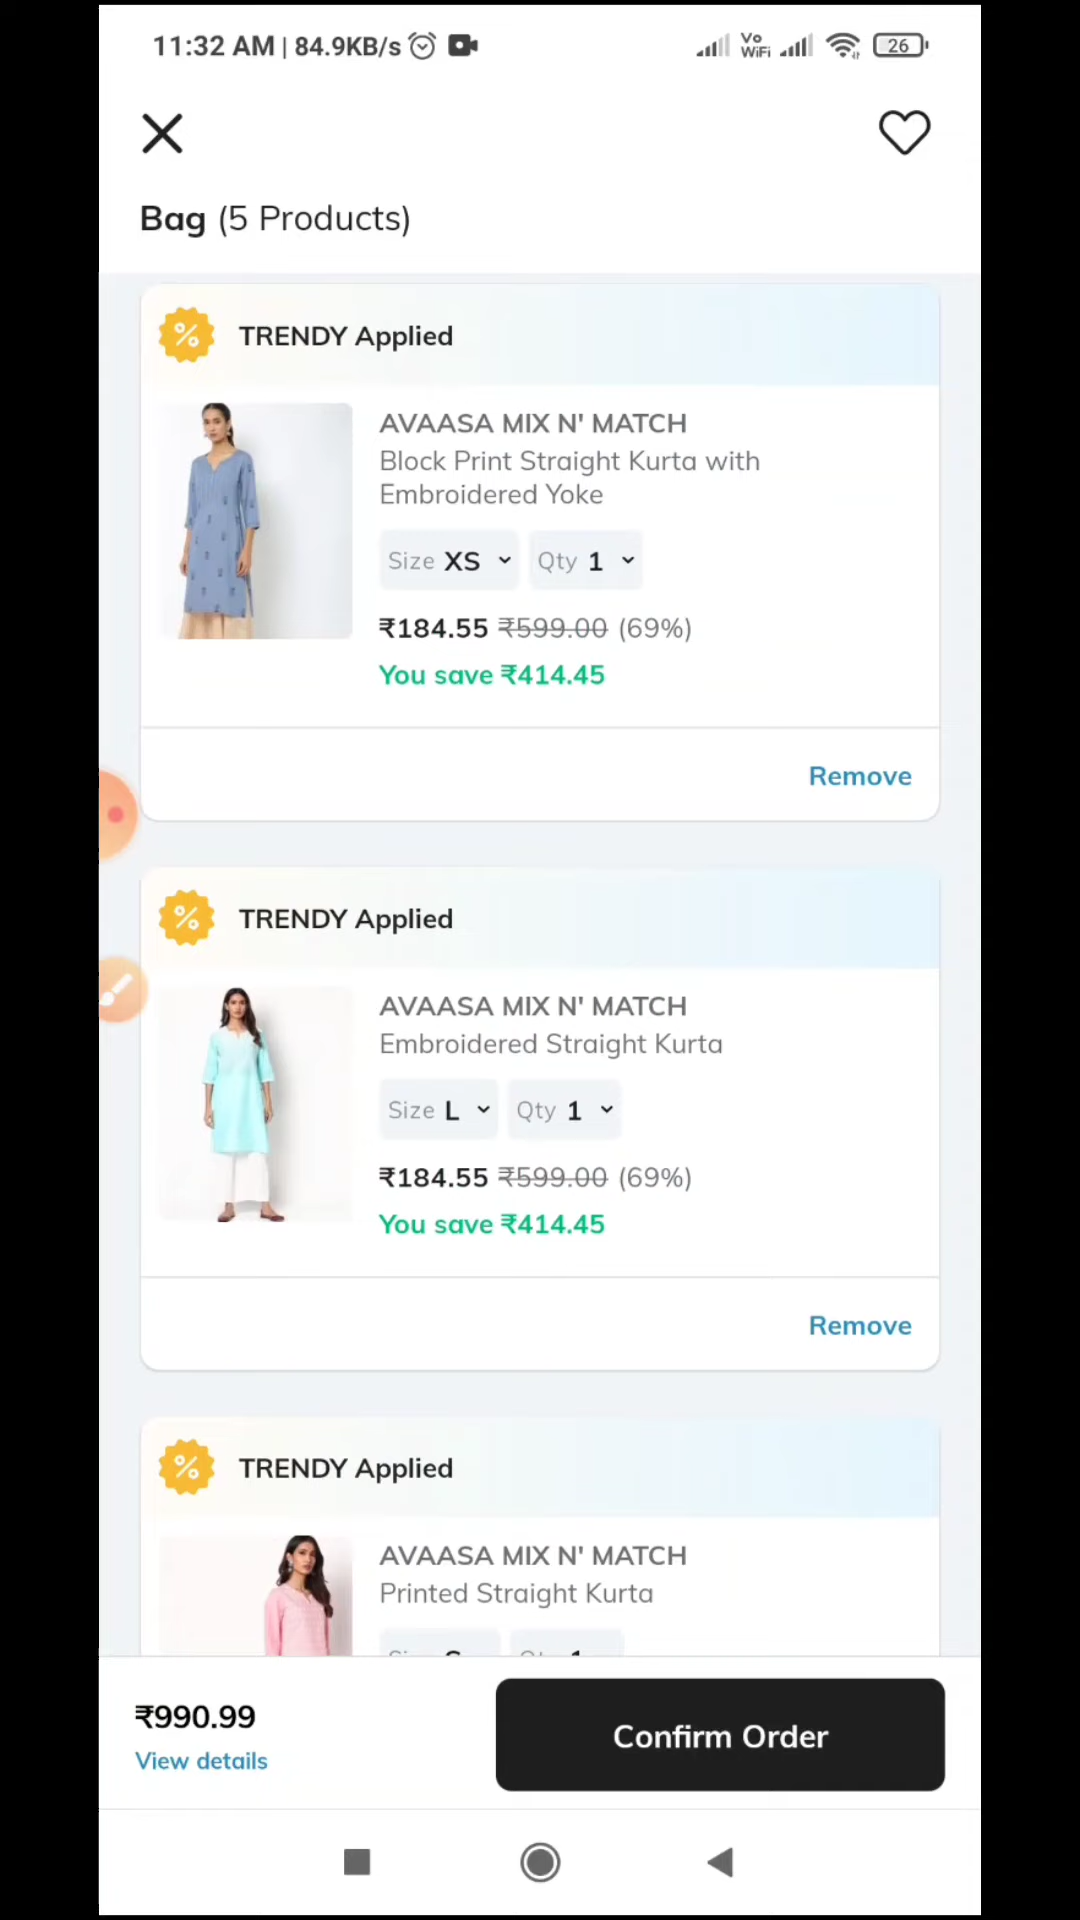 11:32 AM | 84.9KB/s
Vo WiFi
26
Bag (5 Products)
% TRENDY Applied
AVAASA MIX N' MATCH
Block Print Straight Kurta with
Embroidered Yoke
Size XS Qty 1
₹184.55 ₹599.00 (69%)
You save ₹414.45
Remove
% TRENDY Applied
AVAASA MIX N' MATCH
Embroidered Straight Kurta
Size L Qty 1
₹184.55 ₹599.00 (69%)
You save ₹414.45
Remove
% TRENDY Applied
AVAASA MIX N' MATCH
Printed Straight Kurta
₹990.99
View details
Confirm Order